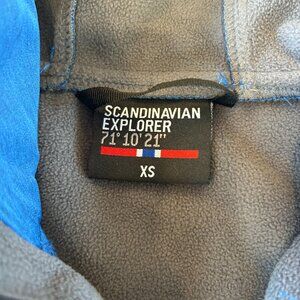 SCANDINAVIAN
EXPLORER
71°10'21"
XS